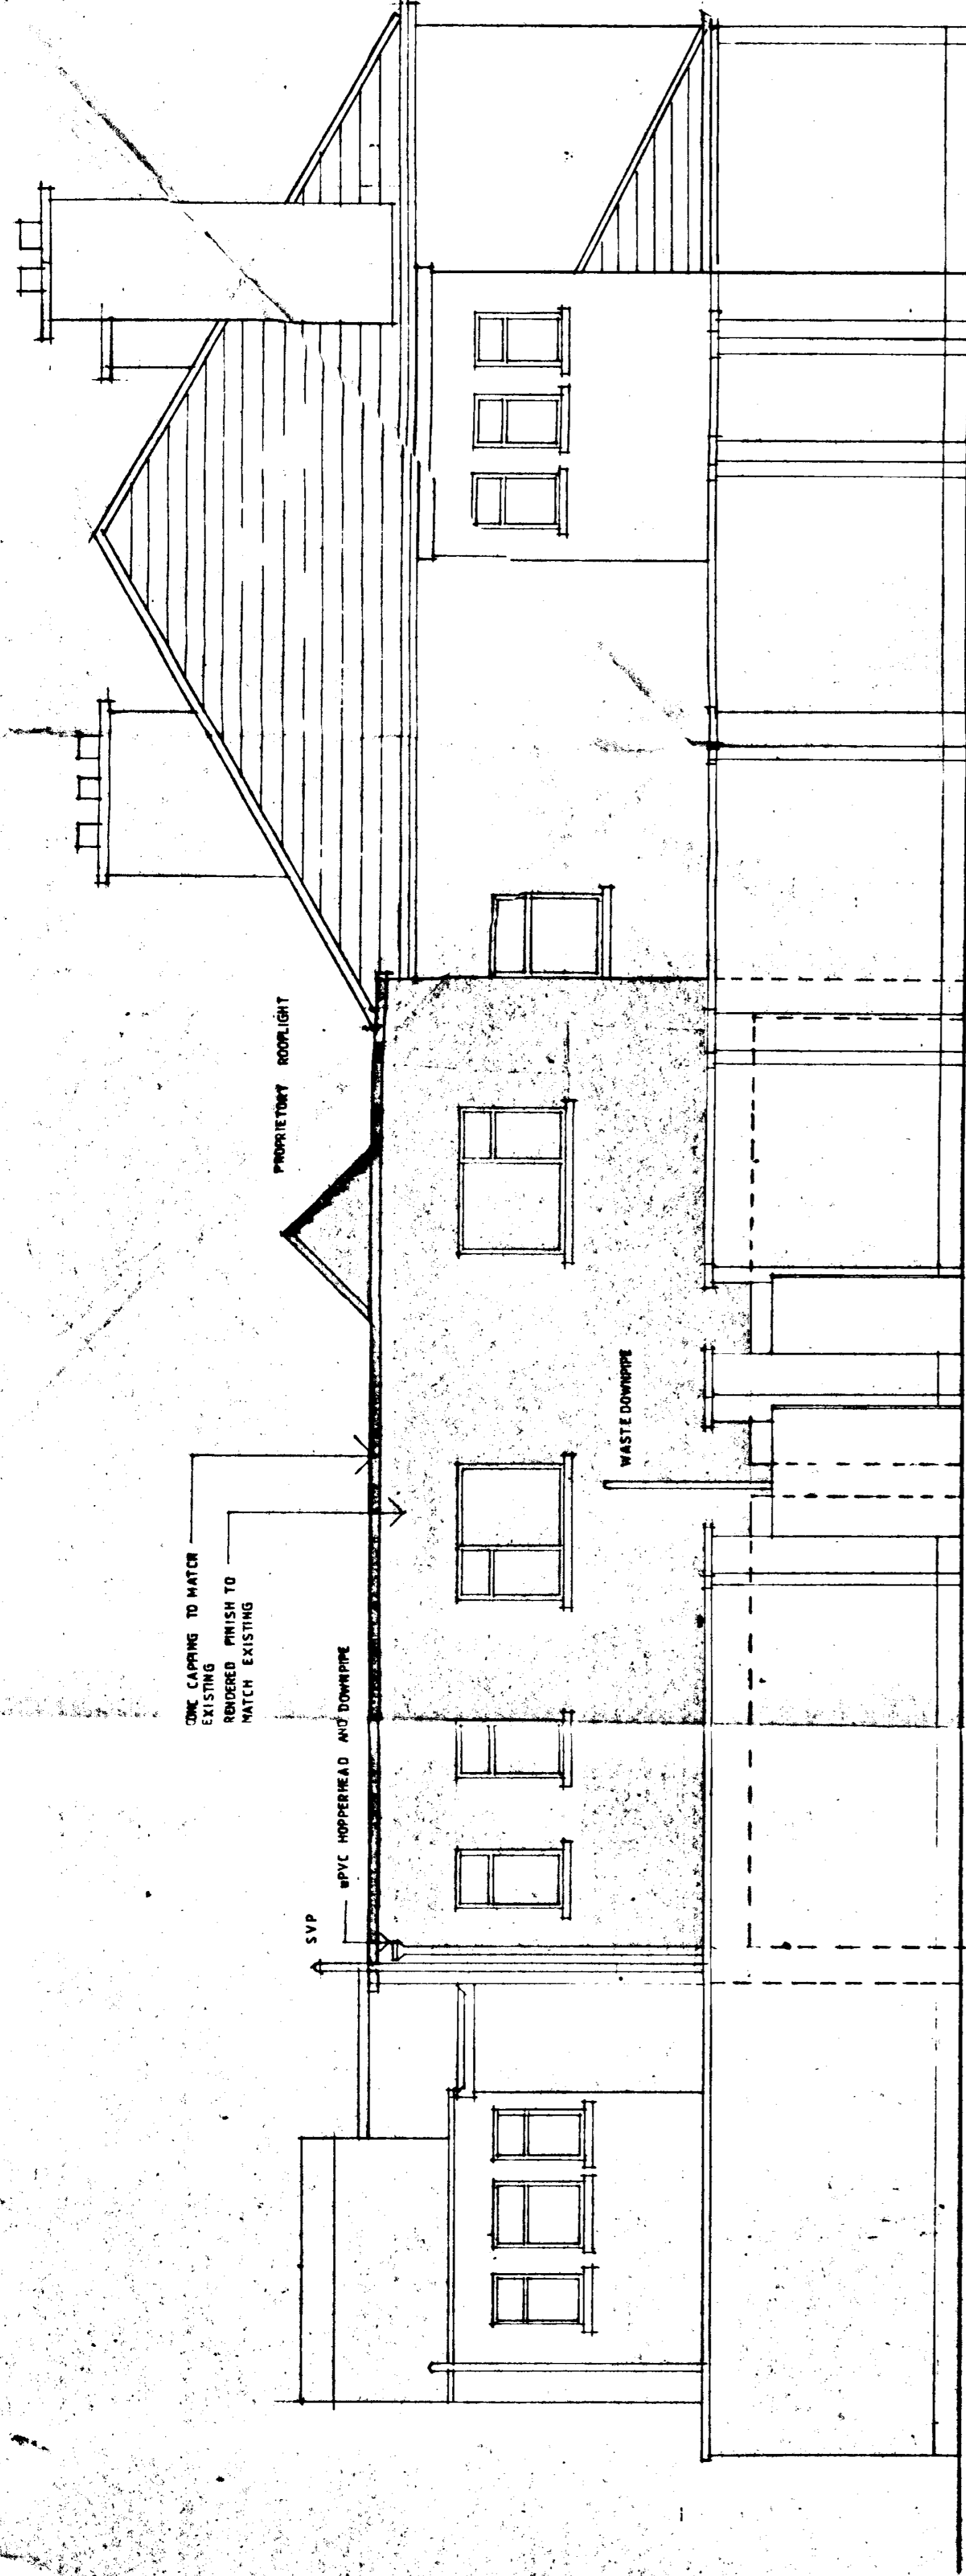 CONC CAPPING TO MATCH
EXISTING
RENDERED FINISH TO
MATCH EXISTING
SVP
uPVC HOPPERHEAD AND DOWNPIPE
PROPRIETORY ROOFLIGHT
WASTE DOWNPIPE